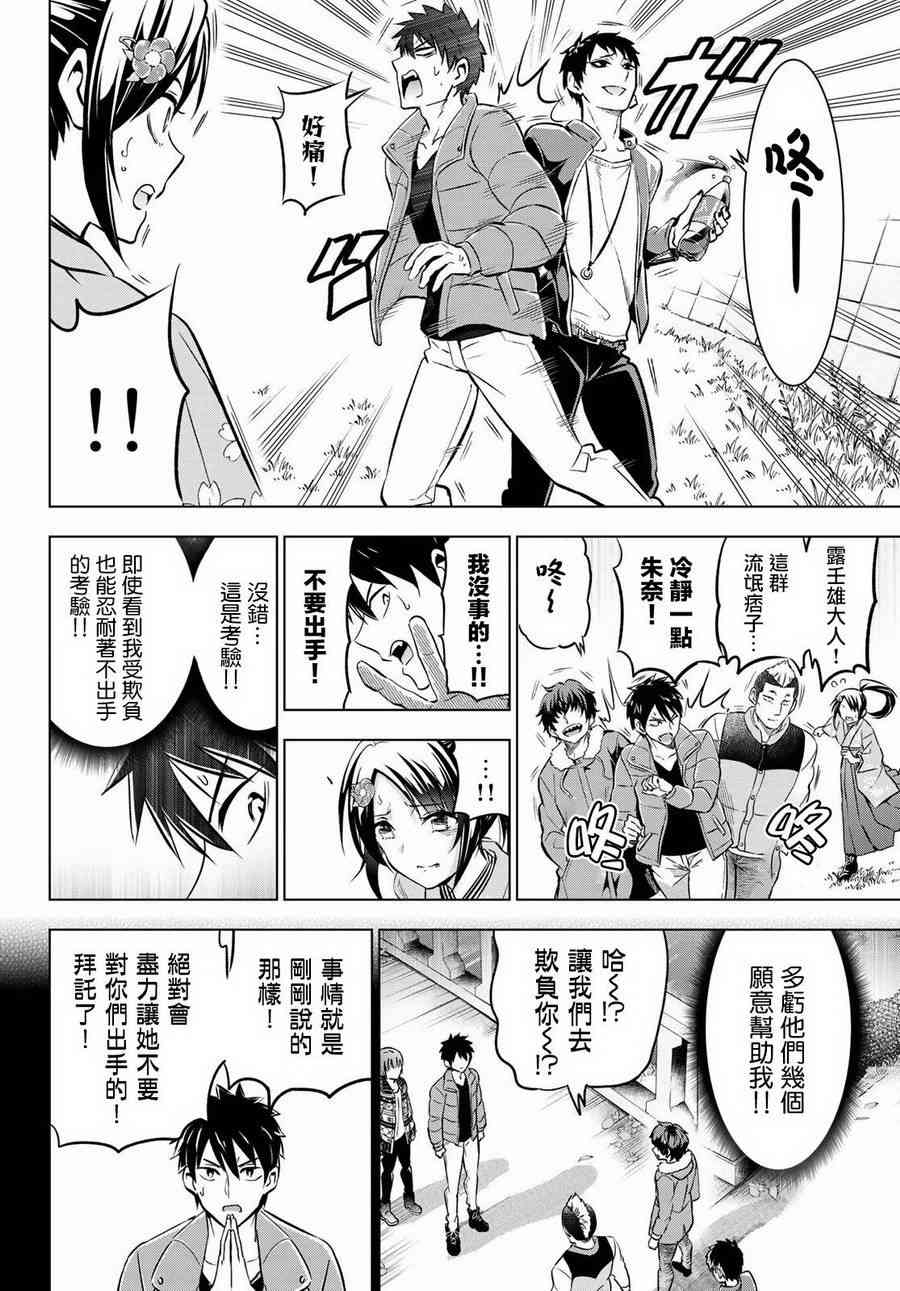 咚——
ガッ
好痛！
咚
！！
露壬雄大人！
這群
流氓痞子…
冷靜一點
朱奈！
咚～
咚
咚
我沒事的…!!
不要出手！
…!!
沒錯…
這是考驗!!
即使看到我受欺負
也能忍耐著不出手
的考驗!!
多虧他們幾個
願意幫助我!!
哈～!?
讓我們去
欺負你～!?
事情就是
剛剛說的
那樣！
絕對會
盡力讓她不要
對你們出手的！
拜託了！